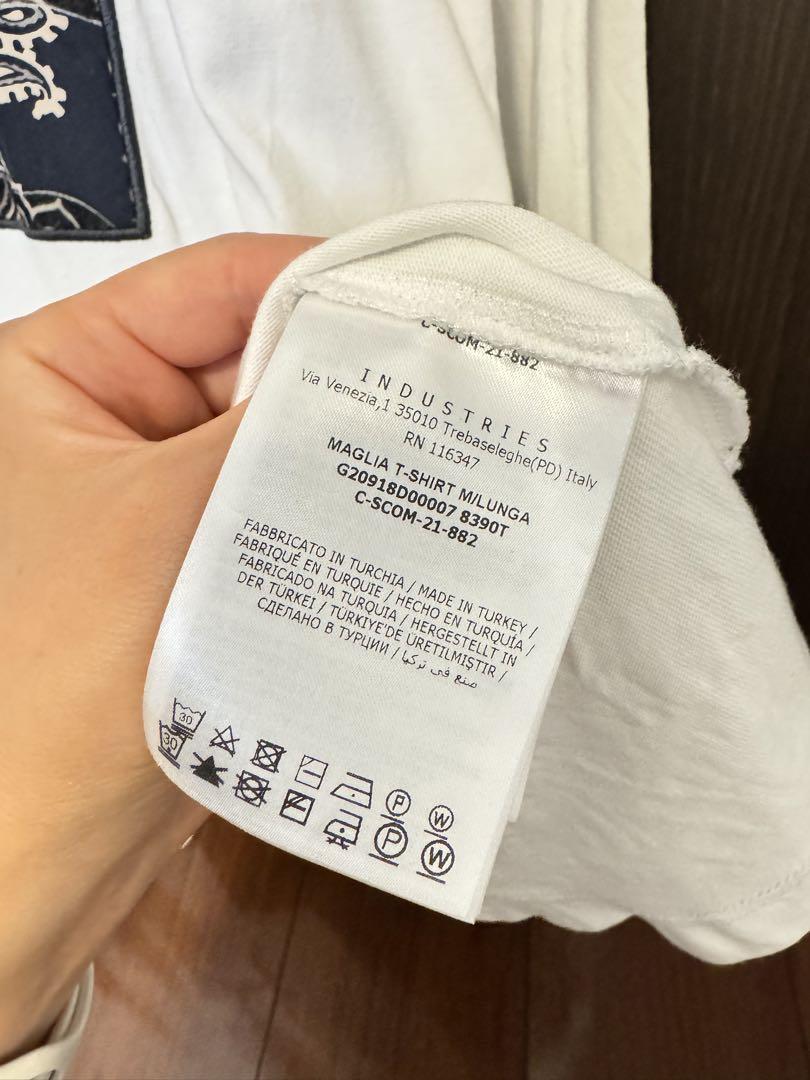 C-SCOM-21-882
INDUSTRIES
Via Venezia,1 35010 Trebaseleghe(PD) Italy
RN 116347
MAGLIA T-SHIRT MILUNGA
G20918D00007 8390T
C-SCOM-21-882
FABBRICATO IN TURCHIA / MADE IN TURKEY /
FABRIQUÉ EN TURQUIE / HECHO EN TURQUÍA /
FABRICADO NA TURQUIA / HERGESTELLT IN
DER TÜRKEI / TÜRKIYE'DE ÜRETILMIŞTIR /
СДЕЛАНО В ТУРЦИИ / صنع في تركيا
30 P W
30 P W